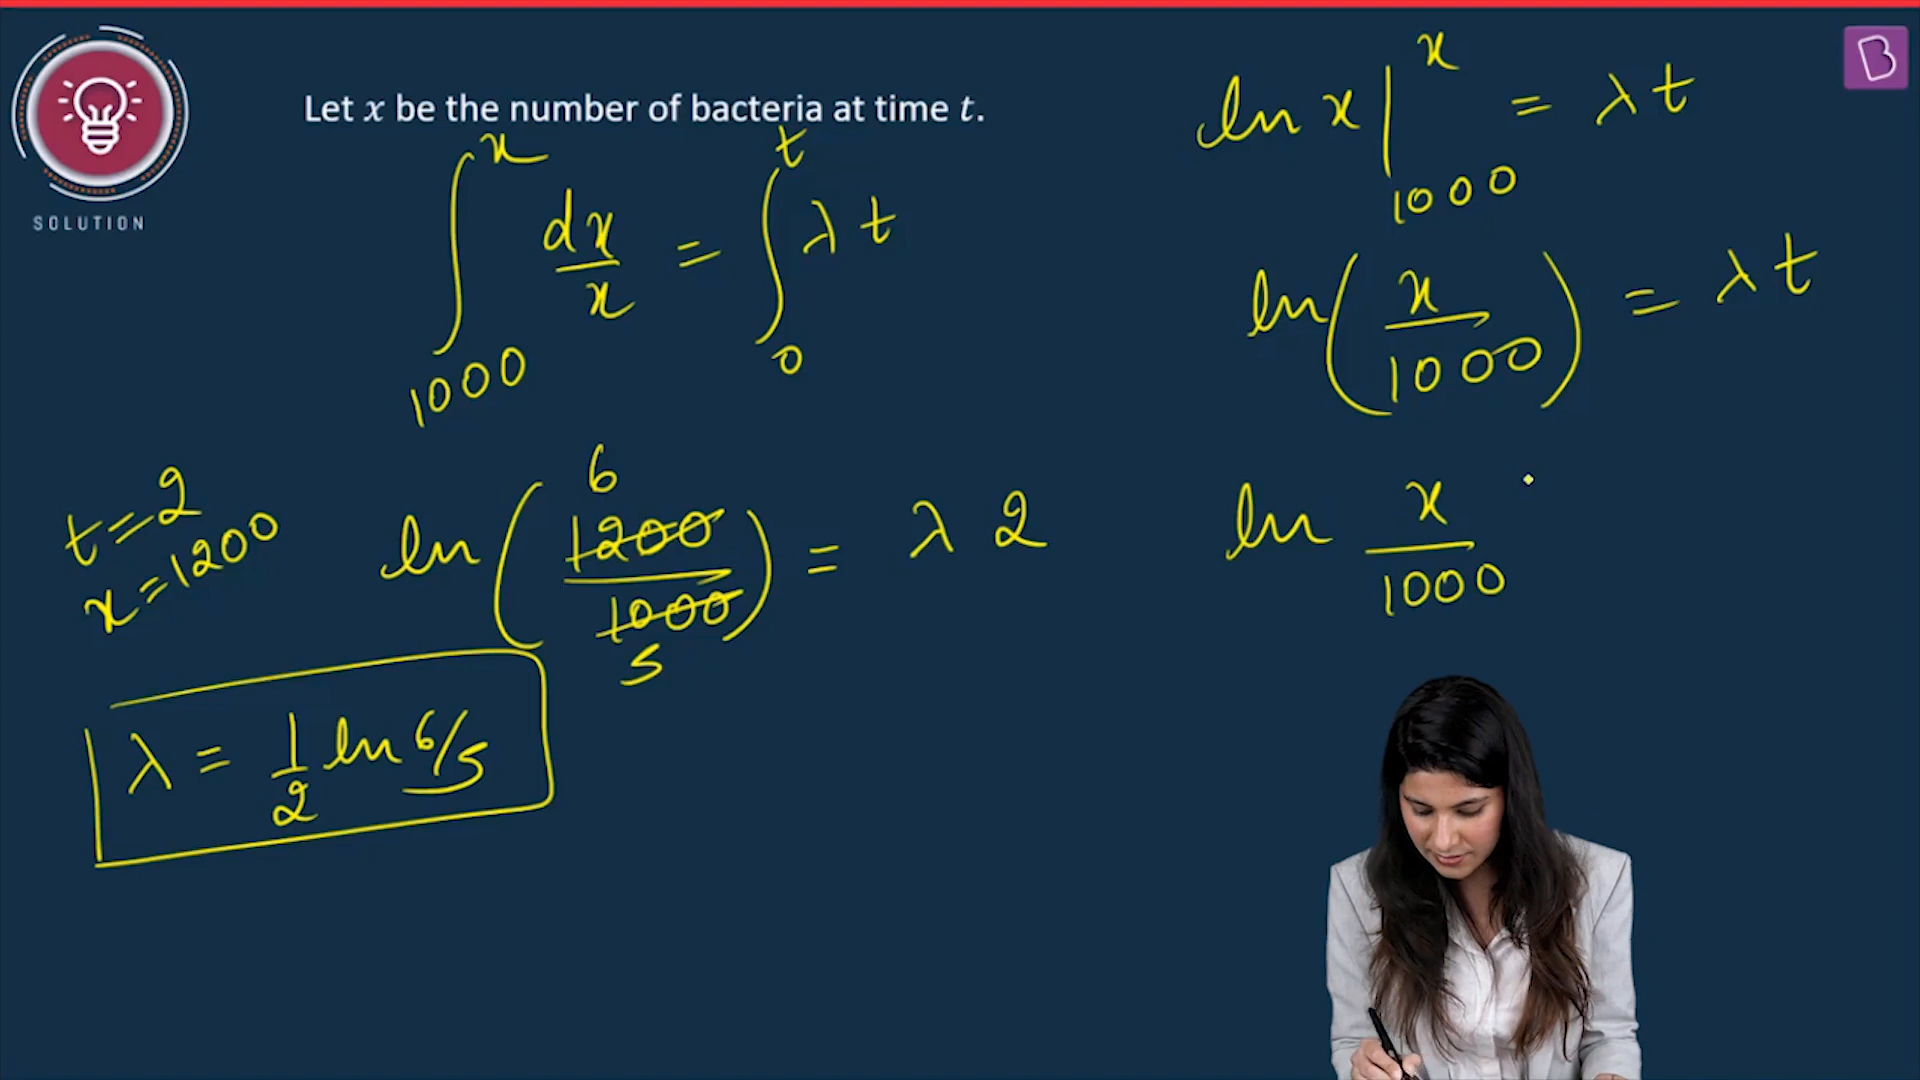 SOLUTION
Let x be the number of bacteria at time t.
∫₁₀₀₀ˣ dx/x = ∫₀ᵗ λ t
ln x |₁₀₀₀ˣ = λ t
ln(x/1000) = λ t
t=2
x=1200
ln(1200/1000) = λ 2
6
5
λ = 1/2 ln 6/5
ln x/1000
B